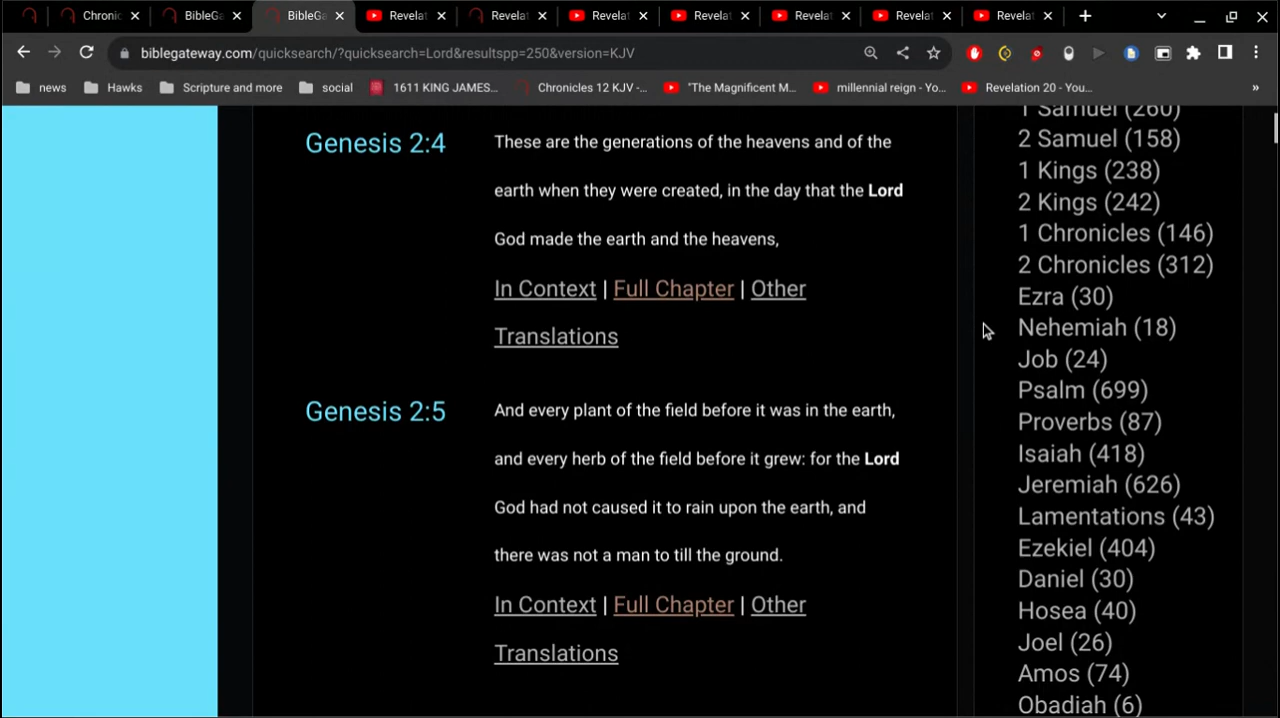 Chronic
BibleGa
BibleGa
Revelat
Revelat
Revelat
Revelat
Revelat
Revelat
Revelat
biblegateway.com/quicksearch/?quicksearch=Lord&resultspp=250&version=KJV
news
Hawks
Scripture and more
social
1611 KING JAMES...
Chronicles 12 KJV -...
"The Magnificent M...
millennial reign - Yo...
Revelation 20 - You...
»
Genesis 2:4
These are the generations of the heavens and of the
earth when they were created, in the day that the Lord
God made the earth and the heavens,
In Context | Full Chapter | Other
Translations
Genesis 2:5
And every plant of the field before it was in the earth,
and every herb of the field before it grew: for the Lord
God had not caused it to rain upon the earth, and
there was not a man to till the ground.
In Context | Full Chapter | Other
Translations
1 Samuel (260)
2 Samuel (158)
1 Kings (238)
2 Kings (242)
1 Chronicles (146)
2 Chronicles (312)
Ezra (30)
Nehemiah (18)
Job (24)
Psalm (699)
Proverbs (87)
Isaiah (418)
Jeremiah (626)
Lamentations (43)
Ezekiel (404)
Daniel (30)
Hosea (40)
Joel (26)
Amos (74)
Obadiah (6)